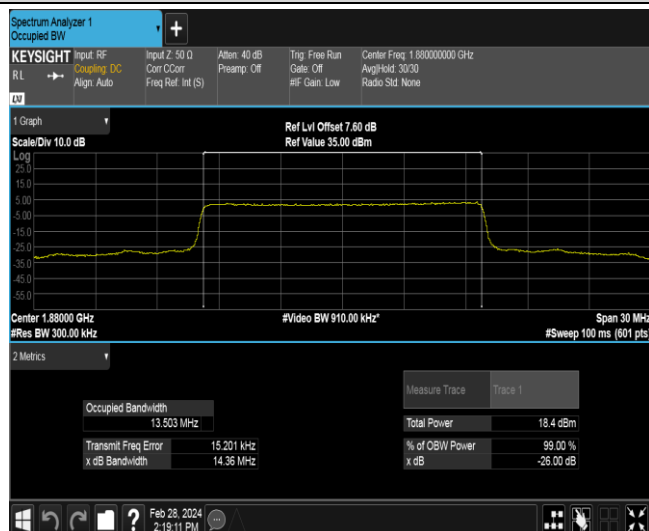 Spectrum Analyzer 1
Occupied BW
+
KEYSIGHT Input: RF Input Z: 50 Ω Atten: 40 dB Trig: Free Run Center Freq: 1.880000000 GHz
RL Coupling: DC Corr CCorr Preamp: Off Gate: Off Avg|Hold: 30/30
Align: Auto Freq Ref: Int (S) #IF Gain: Low Radio Std: None
LXI
1 Graph
Ref Lvl Offset 7.60 dB
Scale/Div 10.0 dB Ref Value 35.00 dBm
Log
25.0
15.0
5.00
-5.00
-15.0
-25.0
-35.0
-45.0
-55.0
Center 1.88000 GHz #Video BW 910.00 kHz* Span 30 MHz
#Res BW 300.00 kHz #Sweep 100 ms (601 pts)
2 Metrics
Measure Trace Trace 1
Occupied Bandwidth
13.503 MHz Total Power 18.4 dBm
Transmit Freq Error 15.201 kHz % of OBW Power 99.00 %
x dB Bandwidth 14.36 MHz x dB -26.00 dB
? Feb 28, 2024
2:19:11 PM